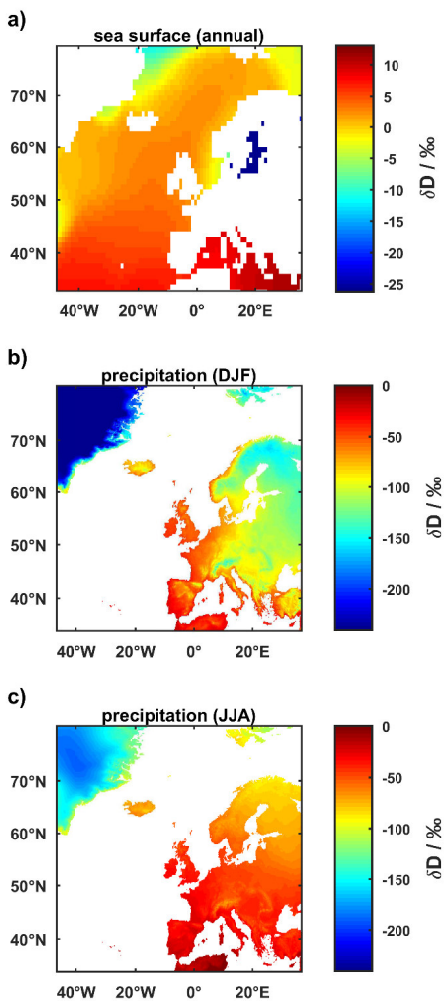 a)
sea surface (annual)
70°N
60°N
50°N
40°N
40°W 20°W 0° 20°E
10
5
0
-5
-10
-15
-20
-25
δD / ‰
b)
precipitation (DJF)
70°N
60°N
50°N
40°N
40°W 20°W 0° 20°E
0
-50
-100
-150
-200
δD / ‰
c)
precipitation (JJA)
70°N
60°N
50°N
40°N
40°W 20°W 0° 20°E
0
-50
-100
-150
-200
δD / ‰